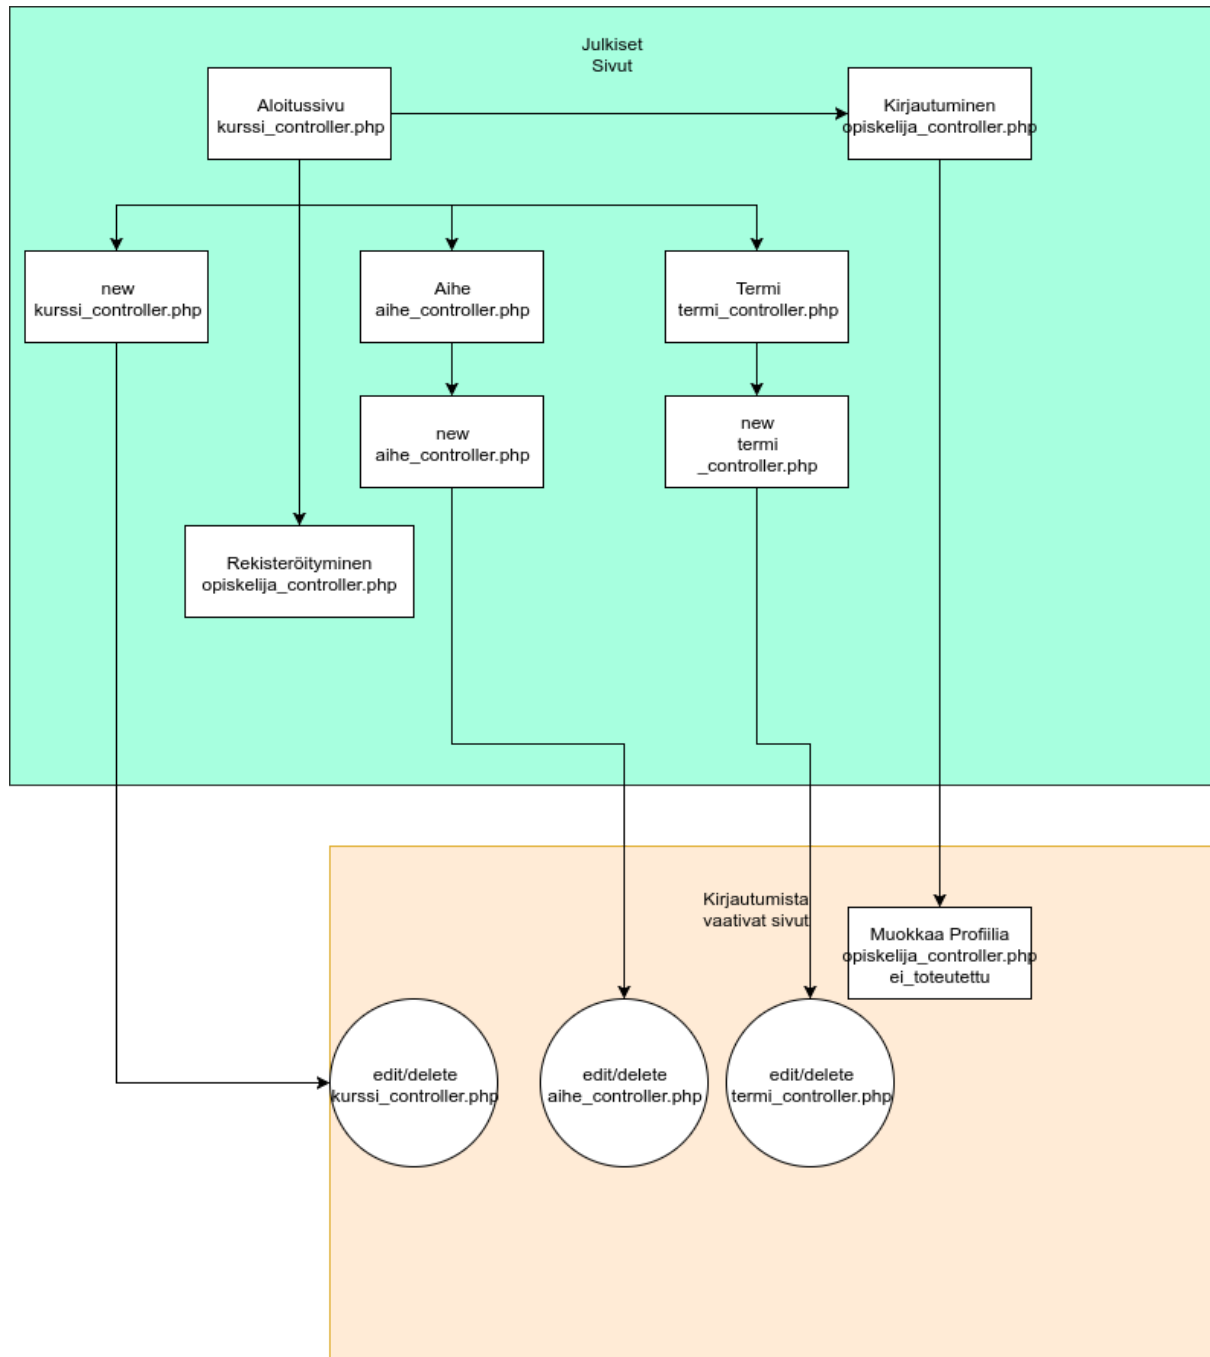 Julkiset
Sivut
Aloitussivu
kurssi_controller.php
Kirjautuminen
opiskelija_controller.php
new
kurssi_controller.php
Aihe
aihe_controller.php
Termi
termi_controller.php
new
aihe_controller.php
new
termi
_controller.php
Rekisteröityminen
opiskelija_controller.php
Kirjautumista
vaativat sivut
Muokkaa Profiilia
opiskelija_controller.php
ei_toteutettu
edit/delete
kurssi_controller.php
edit/delete
aihe_controller.php
edit/delete
termi_controller.php